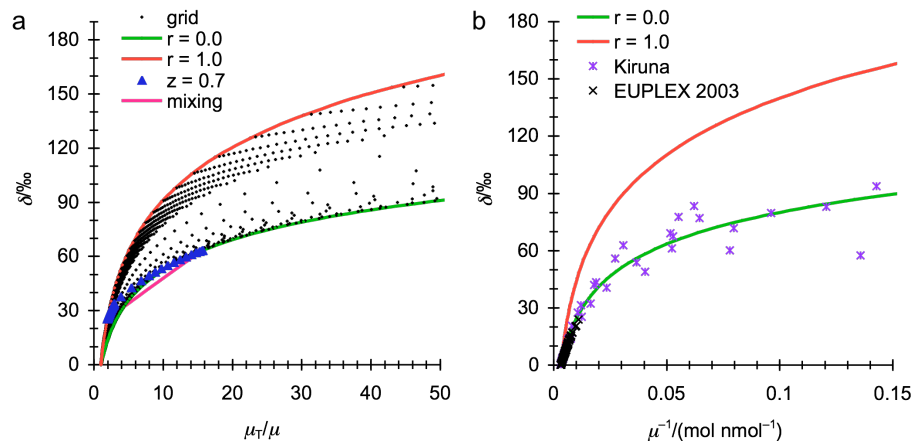 a
grid
r = 0.0
r = 1.0
z = 0.7
mixing
180
150
120
90
60
30
0
δ/‰
0 10 20 30 40 50
μT/μ
b
r = 0.0
r = 1.0
Kiruna
EUPLEX 2003
180
150
120
90
60
30
0
δ/‰
0 0.05 0.1 0.15
μ⁻¹/(mol nmol⁻¹)